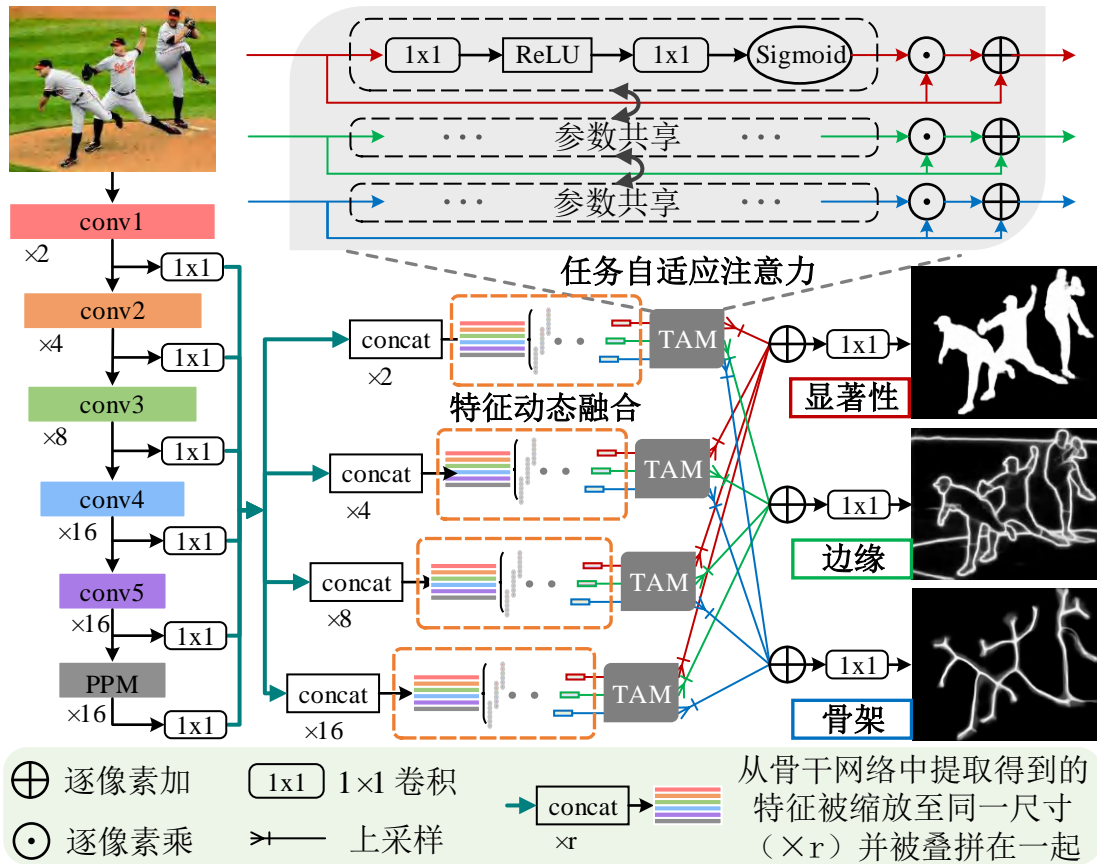 1x1 ReLU 1x1 Sigmoid
··· 参数共享 ···
··· 参数共享 ···
任务自适应注意力
conv1
×2
1x1
conv2
×4
1x1
conv3
×8
1x1
conv4
×16
1x1
conv5
×16
1x1
PPM
×16
1x1
concat
×2
TAM
特征动态融合
concat
×4
TAM
concat
×8
TAM
concat
×16
TAM
1x1
显著性
1x1
边缘
1x1
骨架
逐像素加
1x1 1×1 卷积
逐像素乘
上采样
concat
×r
从骨干网络中提取得到的
特征被缩放至同一尺寸
（×r）并被叠拼在一起